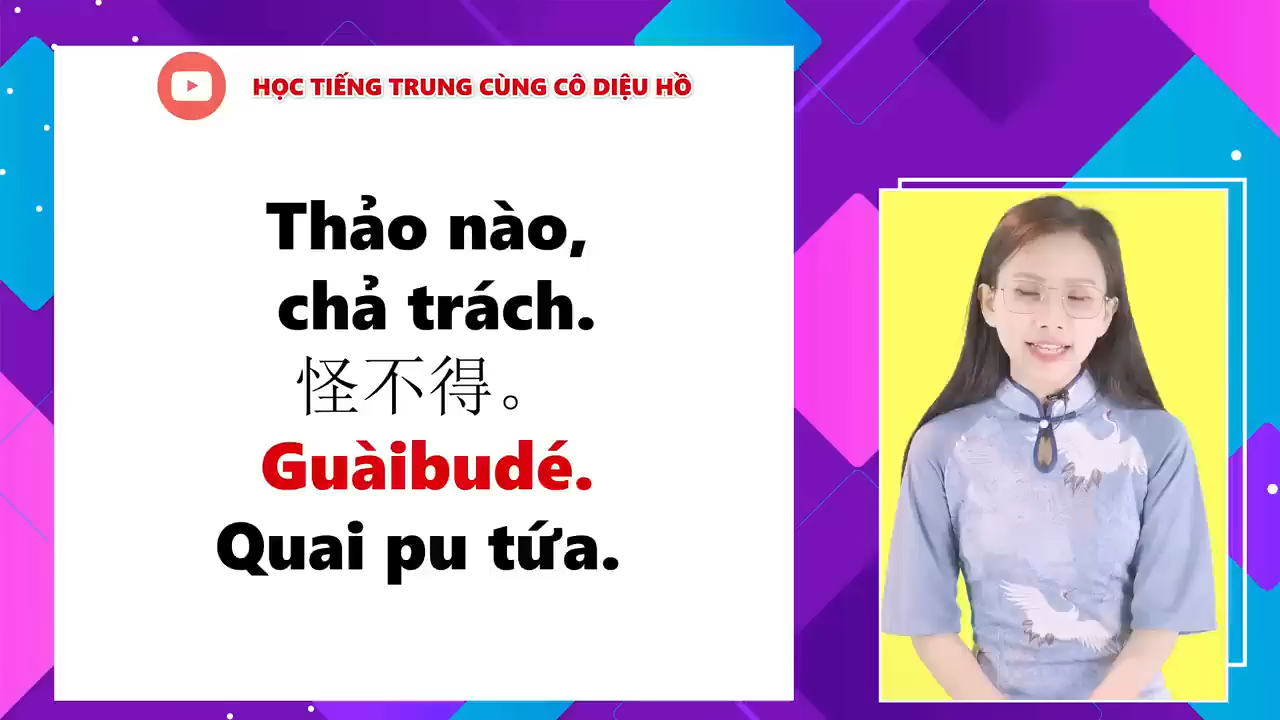 HỌC TIẾNG TRUNG CÙNG CÔ DIỆU HỒ
Thảo nào,
chả trách.
怪不得。
Guàibudé.
Quai pu tứa.